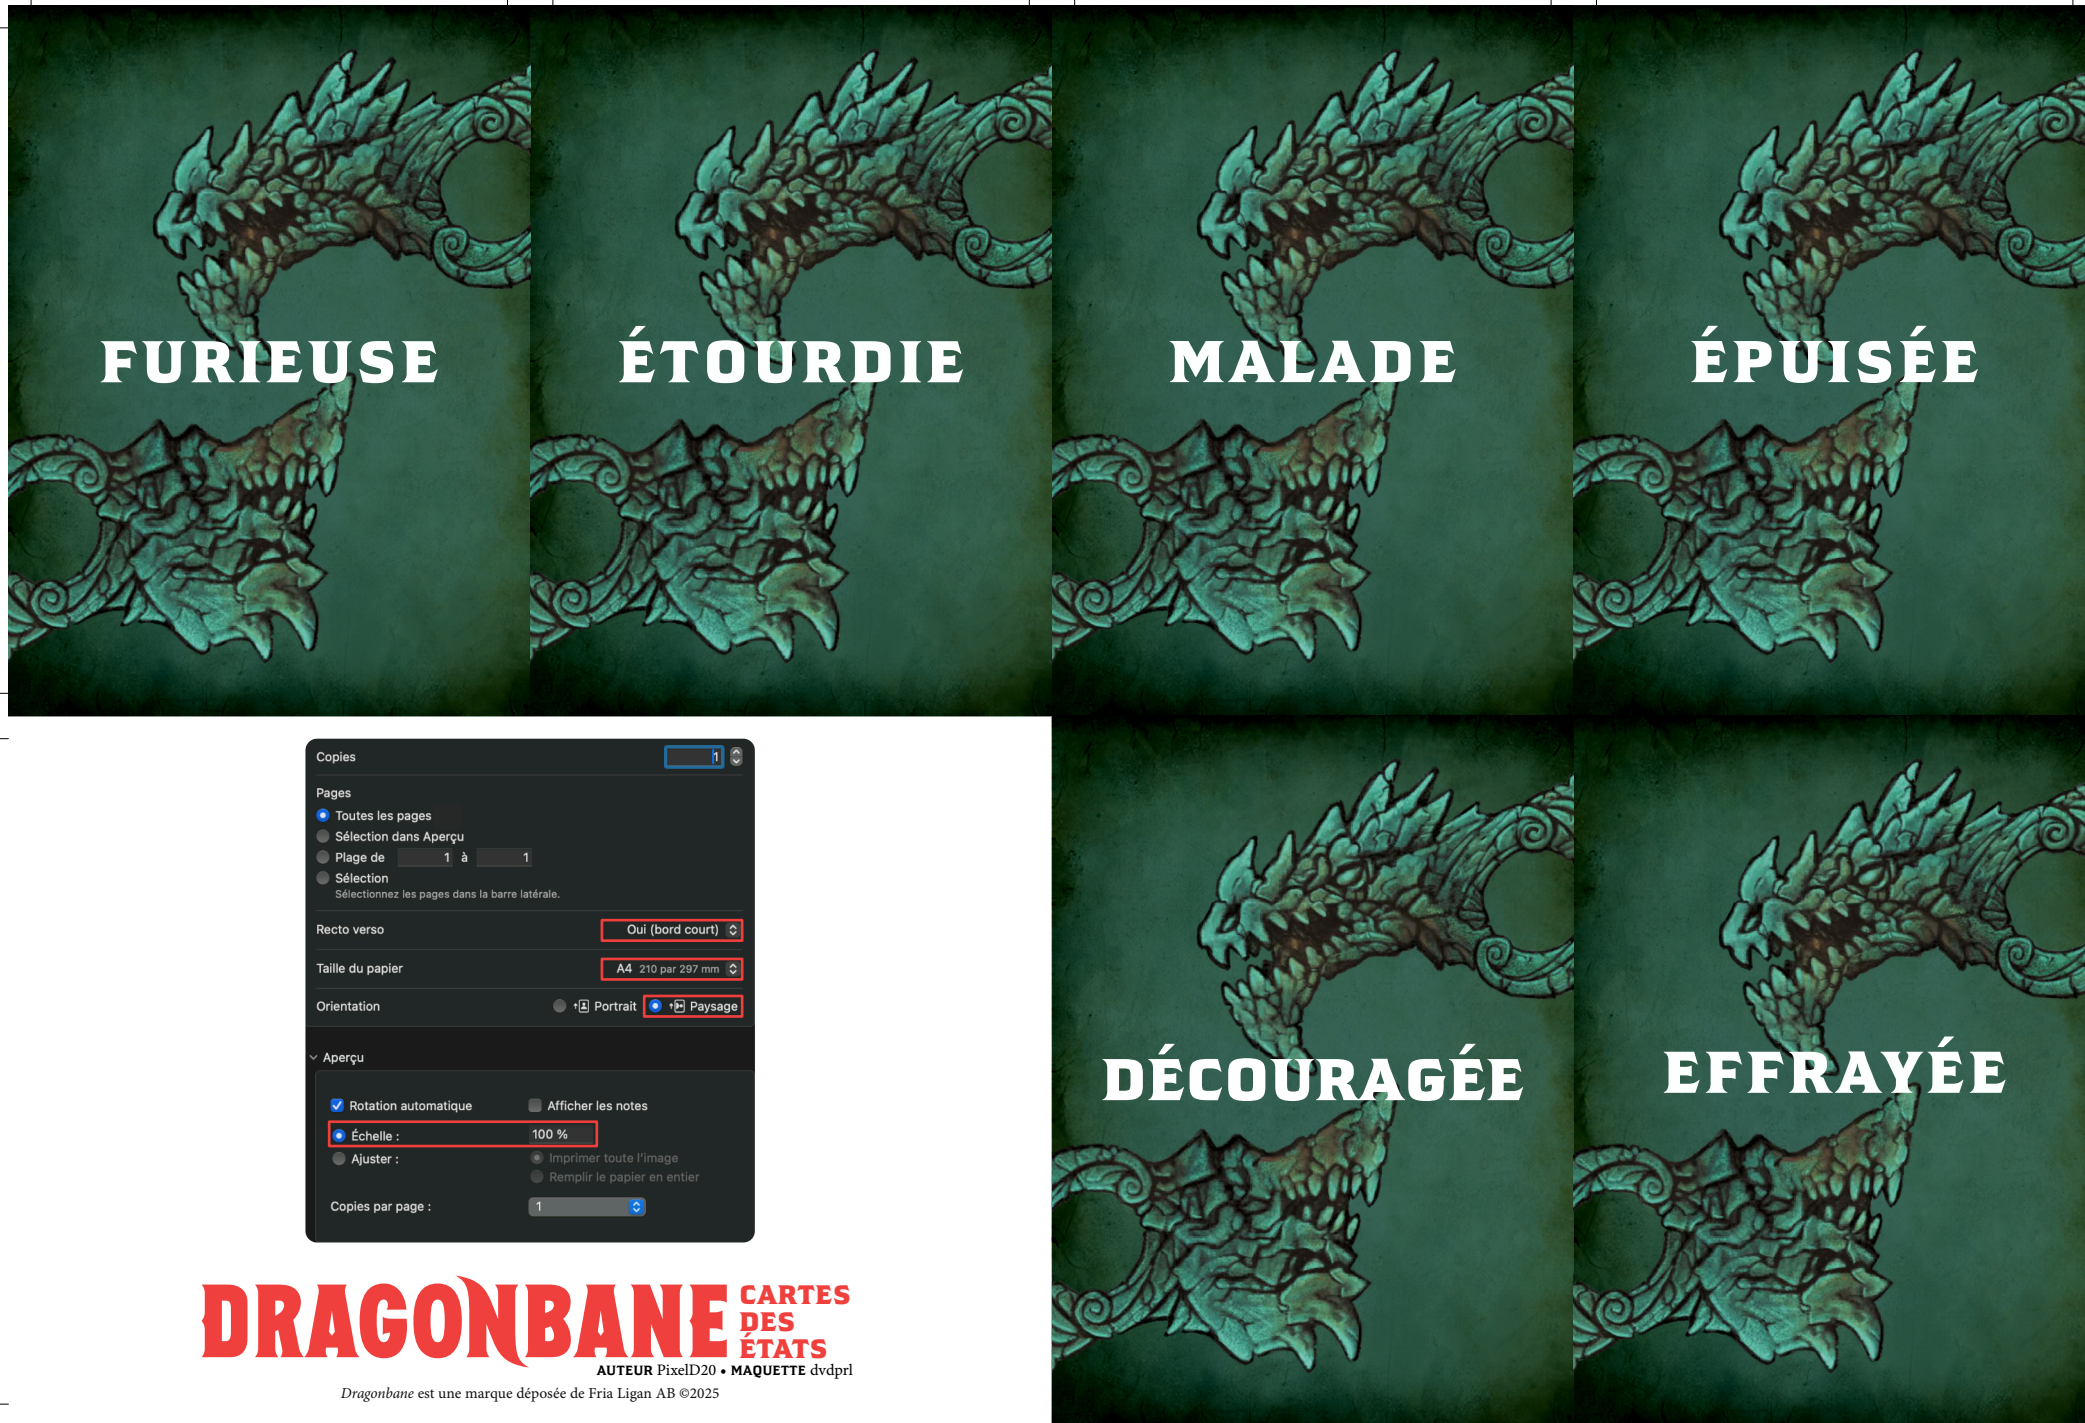 FURIEUSE
ÉTOURDIE
MALADE
ÉPUISÉE
Copies 1
Pages
Toutes les pages
Sélection dans Aperçu
Plage de 1 à 1
Sélection
Sélectionnez les pages dans la barre latérale.
Recto verso Oui (bord court)
Taille du papier A4 210 par 297 mm
Orientation Portrait Paysage
Aperçu
Rotation automatique Afficher les notes
Échelle : 100 %
Ajuster : Imprimer toute l'image
Remplir le papier en entier
Copies par page : 1
DRAGONBANE
CARTES
DES
ÉTATS
AUTEUR PixelD20 • MAQUETTE dvdprl
Dragonbane est une marque déposée de Fria Ligan AB ©2025
DÉCOURAGÉE
EFFRAYÉE